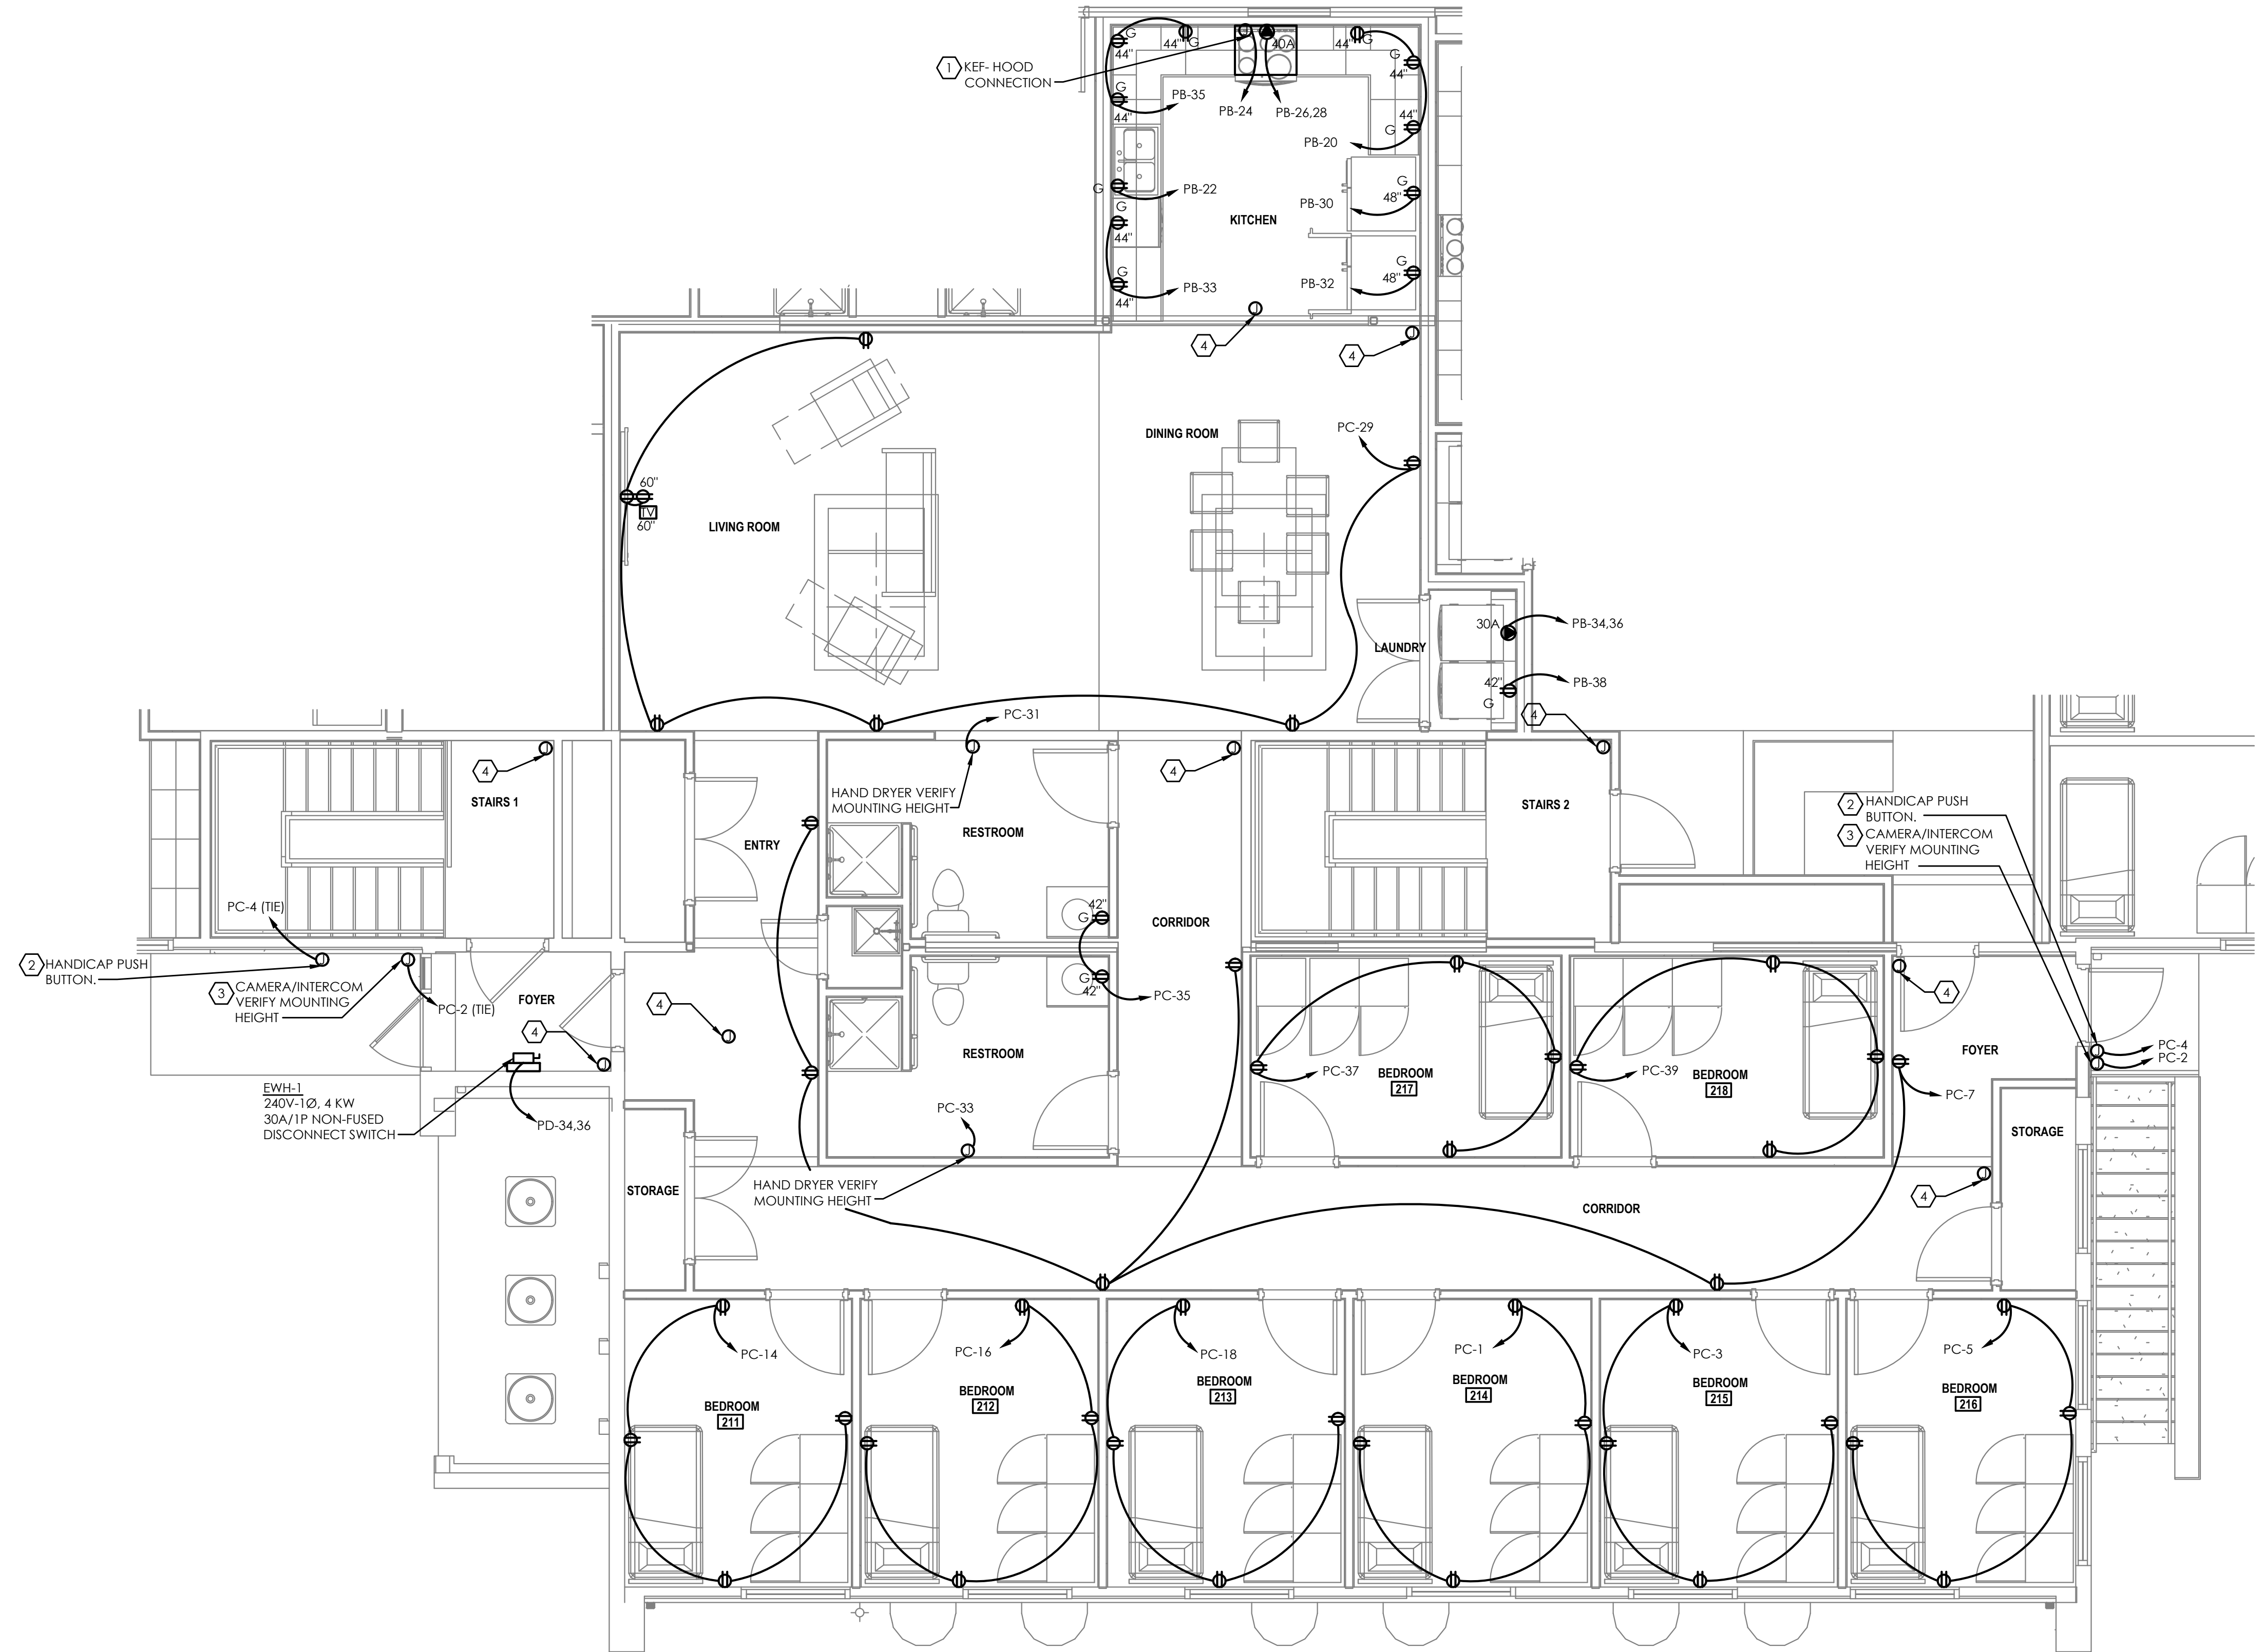 G
44"
44"
G
40A
44"
G
G
44"
1
KEF- HOOD
CONNECTION
G
44"
PB-35
PB-24
PB-26,28
44"
G
PB-20
G
PB-22
G
48"
PB-30
KITCHEN
G
44"
G
48"
PB-32
G
44"
PB-33
4
4
DINING ROOM
PC-29
60"
TV
60"
LIVING ROOM
30A
PB-34,36
LAUNDRY
42"
G
PB-38
4
PC-31
4
4
STAIRS 1
HAND DRYER VERIFY
MOUNTING HEIGHT
RESTROOM
ENTRY
STAIRS 2
2
HANDICAP PUSH
BUTTON.
3
CAMERA/INTERCOM
VERIFY MOUNTING
HEIGHT
PC-4 (TIE)
42"
G
CORRIDOR
2
HANDICAP PUSH
BUTTON.
3
CAMERA/INTERCOM
VERIFY MOUNTING
HEIGHT
PC-2 (TIE)
FOYER
4
4
G
42"
PC-35
4
RESTROOM
PC-37
BEDROOM
217
PC-39
BEDROOM
218
FOYER
PC-4
PC-2
PC-7
EWH-1
240V-1Ø, 4 KW
30A/1P NON-FUSED
DISCONNECT SWITCH
PD-34,36
PC-33
STORAGE
STORAGE
HAND DRYER VERIFY
MOUNTING HEIGHT
4
CORRIDOR
PC-14
PC-16
PC-18
PC-1
PC-3
PC-5
BEDROOM
211
BEDROOM
212
BEDROOM
213
BEDROOM
214
BEDROOM
215
BEDROOM
216